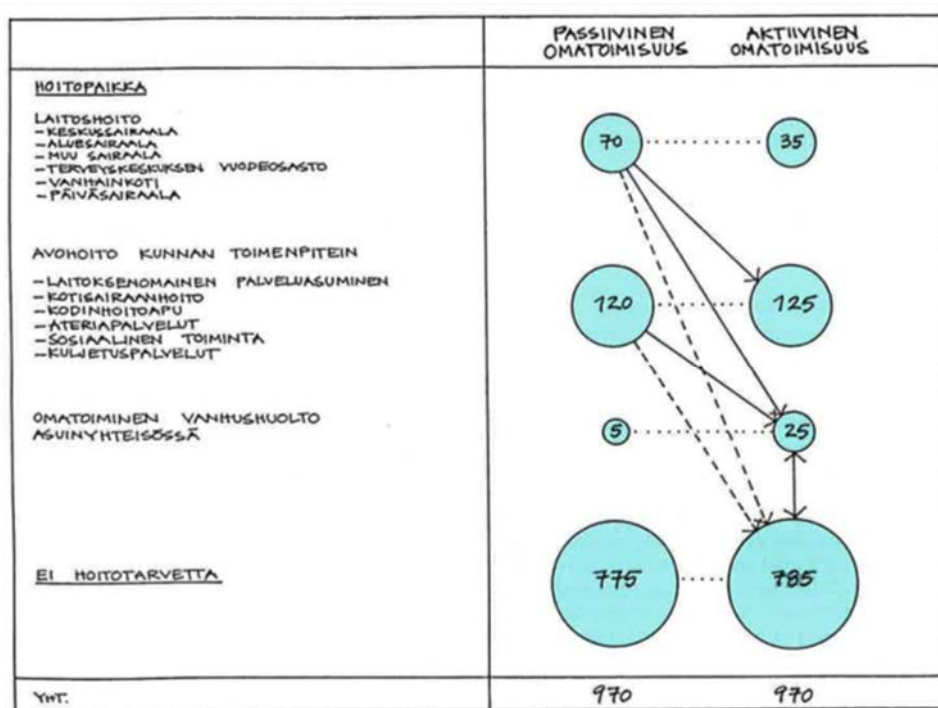 PASSIIVINEN OMATOIMISUUS
AKTIIVINEN OMATOIMISUUS
HOITOPAIKKA
LAITOSHOITO
-KESKUSSAIRAALA
-ALUESAIRAALA
-MUU SAIRAALA
-TERVEYSKESKUKSEN VUODEOSASTO
-VANHAINKOTI
-PÄIVÄSAIRAALA
70 35
AVOHOITO KUNNAN TOIMENPITEIN
-LAITOKSENOMAINEN PALVELUASUMINEN
-KOTISAIRAANHOITO
-KODINHOITOAPU
-ATERIAPALVELUT
-SOSIAALINEN TOIMINTA
-KULJETUSPALVELUT
120 125
OMATOIMINEN VANHUSHUOLTO
ASUINYHTEISÖSSÄ
5 25
EI HOITOTARVETTA
775 785
YHT. 970 970